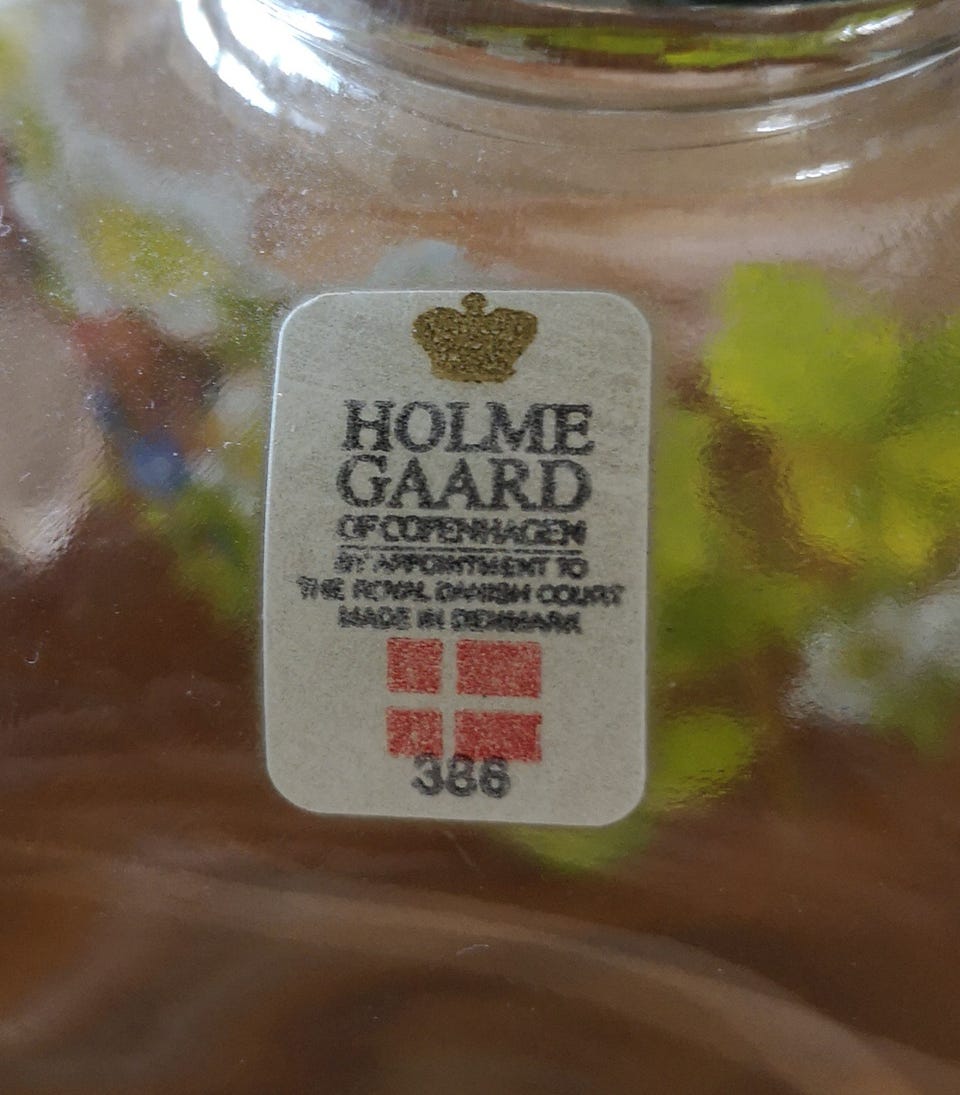 HOLME
GAARD
OF COPENHAGEN
BY APPOINTMENT TO
THE ROYAL DANISH COURT
MADE IN DENMARK
386